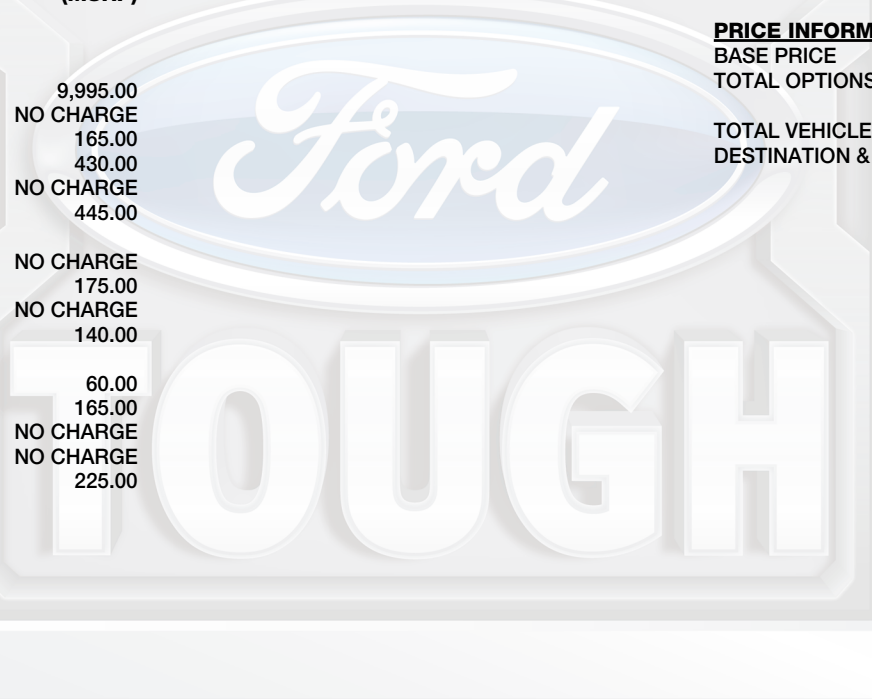 9,995.00
NO CHARGE
165.00
430.00
NO CHARGE
445.00
NO CHARGE
175.00
NO CHARGE
140.00
60.00
165.00
NO CHARGE
NO CHARGE
225.00
PRICE INFORM
BASE PRICE
TOTAL OPTIONS
TOTAL VEHICLE
DESTINATION &
Ford
TOUGH